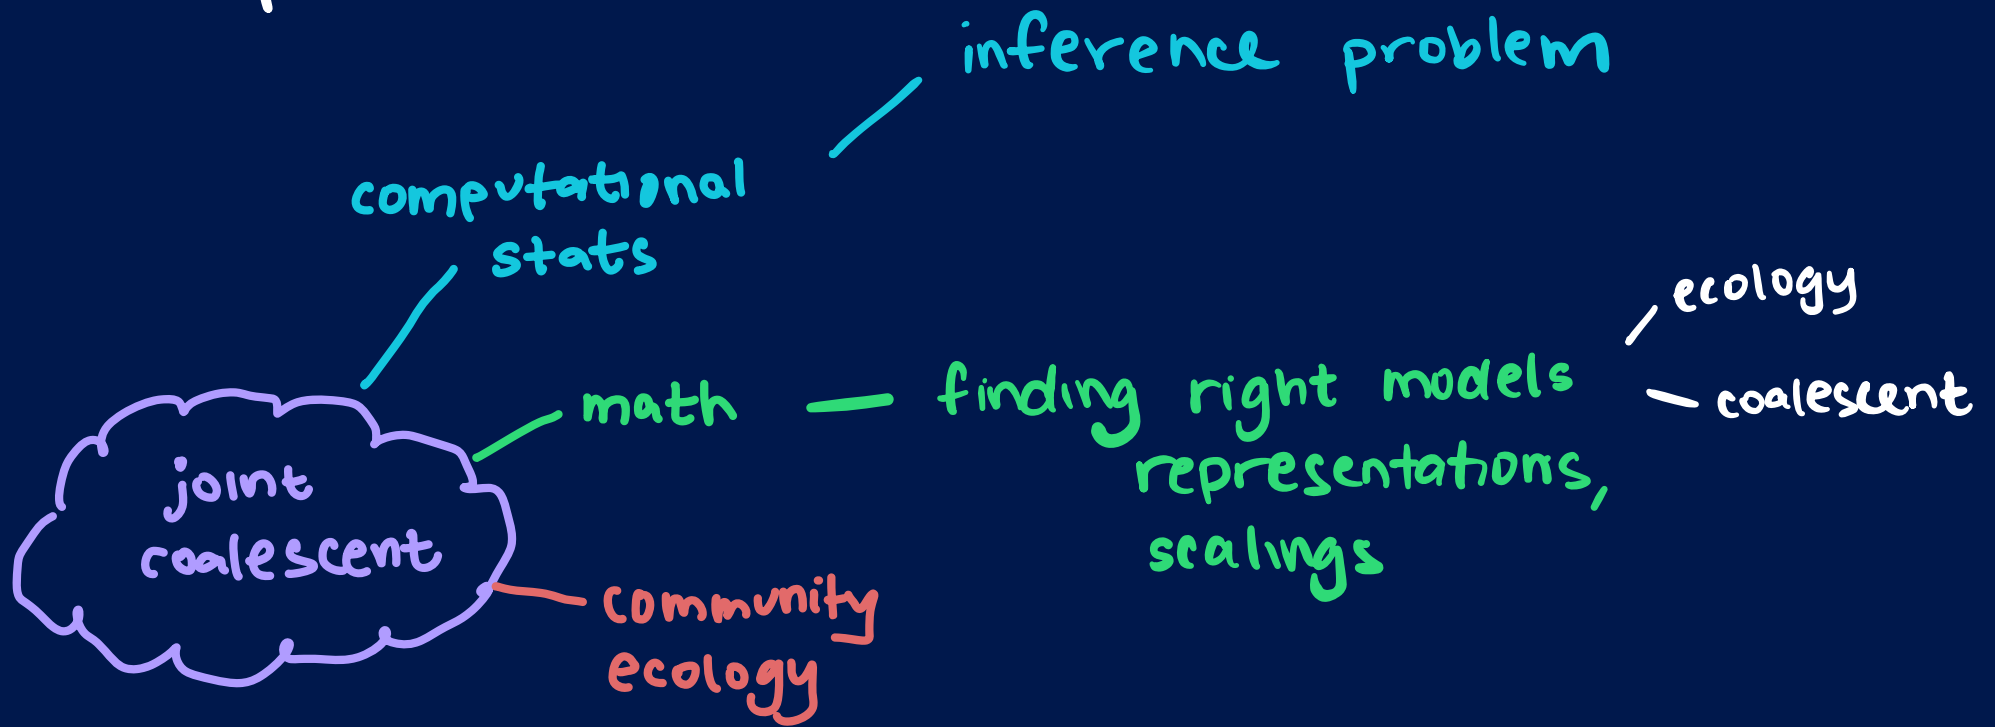 inference problem
computational
stats
ecology
math
finding right models
coalescent
representations,
scalings
joint
coalescent
community
ecology